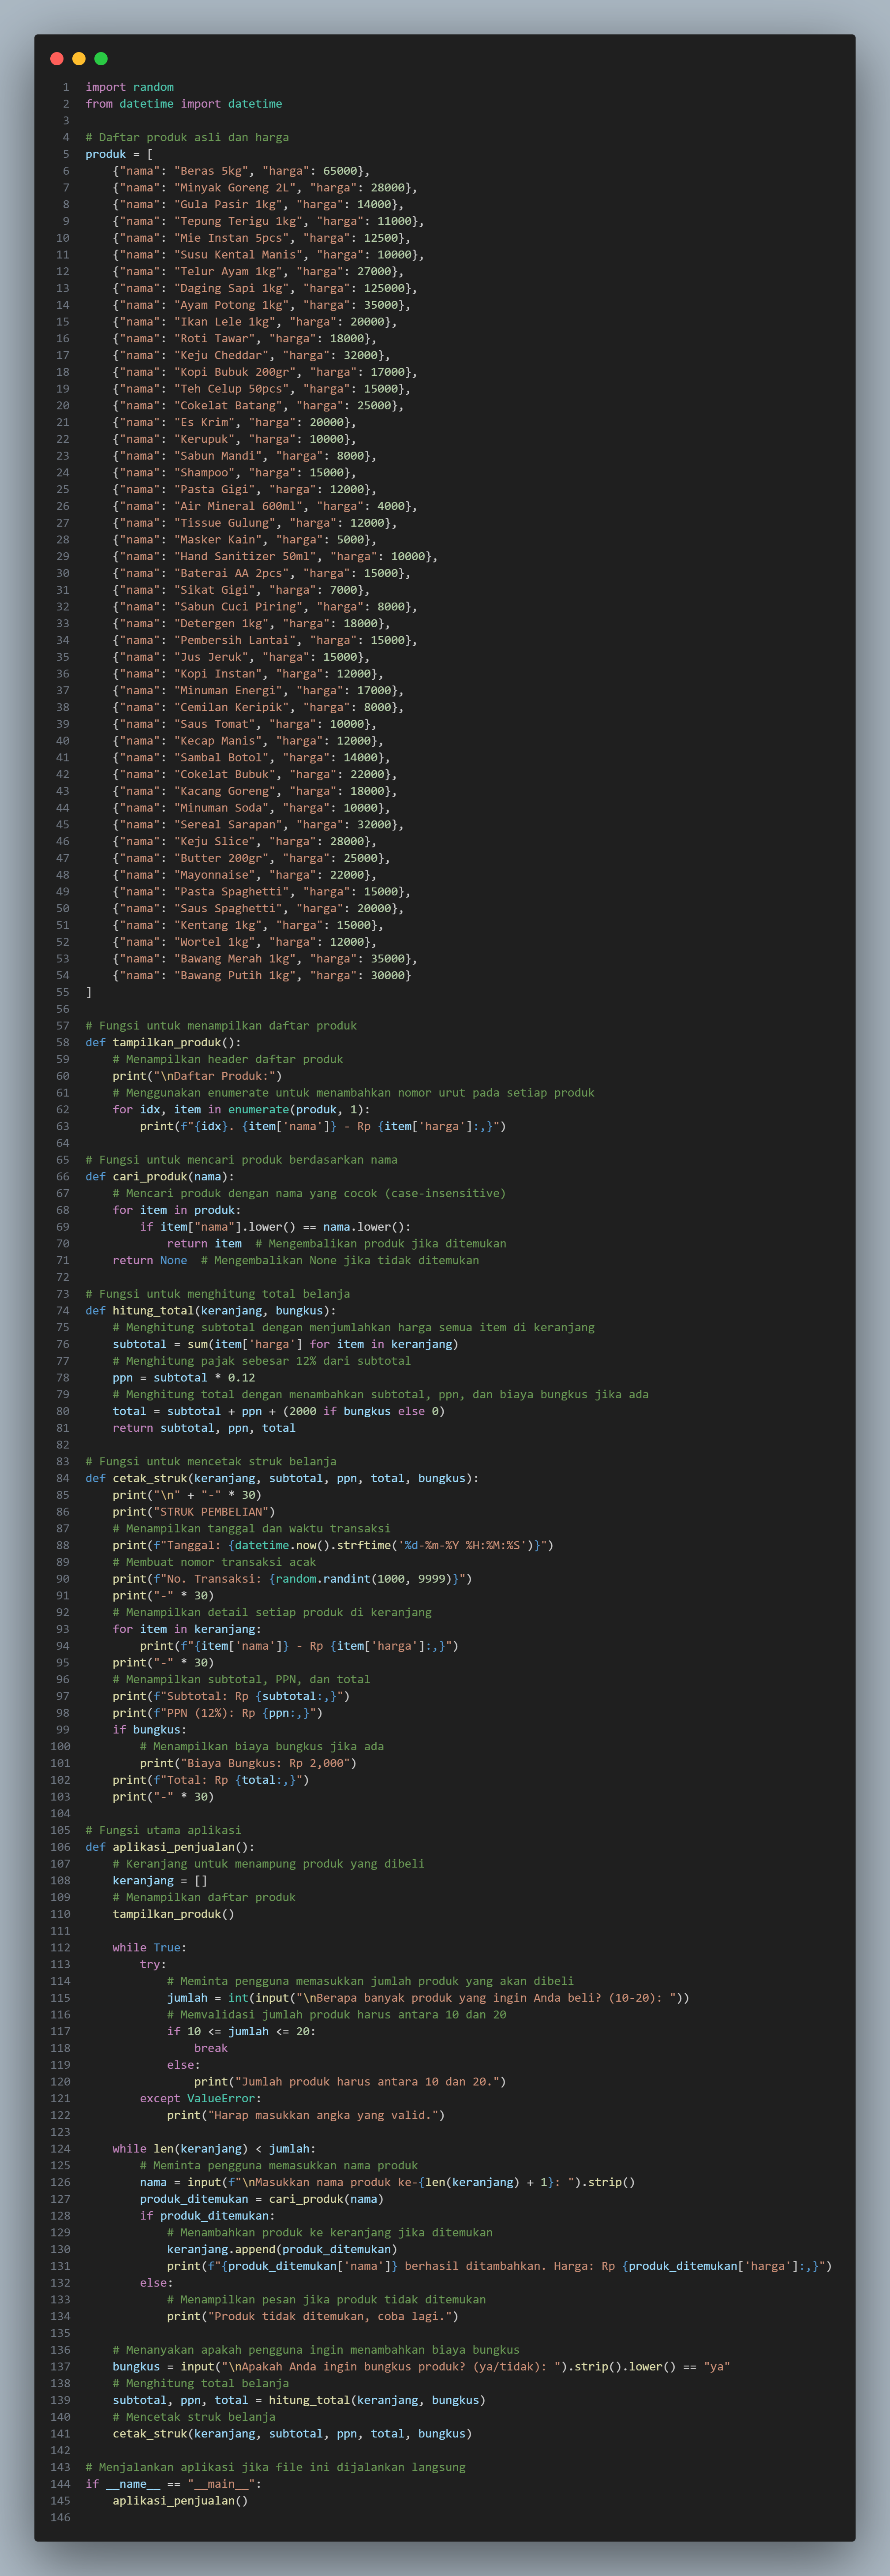 1 import random
2 from datetime import datetime
3
4 # Daftar produk asli dan harga
5 produk = [
6     {"nama": "Beras 5kg", "harga": 65000},
7     {"nama": "Minyak Goreng 2L", "harga": 28000},
8     {"nama": "Gula Pasir 1kg", "harga": 14000},
9     {"nama": "Tepung Terigu 1kg", "harga": 11000},
10     {"nama": "Mie Instan 5pcs", "harga": 12500},
11     {"nama": "Susu Kental Manis", "harga": 10000},
12     {"nama": "Telur Ayam 1kg", "harga": 27000},
13     {"nama": "Daging Sapi 1kg", "harga": 125000},
14     {"nama": "Ayam Potong 1kg", "harga": 35000},
15     {"nama": "Ikan Lele 1kg", "harga": 20000},
16     {"nama": "Roti Tawar", "harga": 18000},
17     {"nama": "Keju Cheddar", "harga": 32000},
18     {"nama": "Kopi Bubuk 200gr", "harga": 17000},
19     {"nama": "Teh Celup 50pcs", "harga": 15000},
20     {"nama": "Cokelat Batang", "harga": 25000},
21     {"nama": "Es Krim", "harga": 20000},
22     {"nama": "Kerupuk", "harga": 10000},
23     {"nama": "Sabun Mandi", "harga": 8000},
24     {"nama": "Shampoo", "harga": 15000},
25     {"nama": "Pasta Gigi", "harga": 12000},
26     {"nama": "Air Mineral 600ml", "harga": 4000},
27     {"nama": "Tissue Gulung", "harga": 12000},
28     {"nama": "Masker Kain", "harga": 5000},
29     {"nama": "Hand Sanitizer 50ml", "harga": 10000},
30     {"nama": "Baterai AA 2pcs", "harga": 15000},
31     {"nama": "Sikat Gigi", "harga": 7000},
32     {"nama": "Sabun Cuci Piring", "harga": 8000},
33     {"nama": "Detergen 1kg", "harga": 18000},
34     {"nama": "Pembersih Lantai", "harga": 15000},
35     {"nama": "Jus Jeruk", "harga": 15000},
36     {"nama": "Kopi Instan", "harga": 12000},
37     {"nama": "Minuman Energi", "harga": 17000},
38     {"nama": "Cemilan Keripik", "harga": 8000},
39     {"nama": "Saus Tomat", "harga": 10000},
40     {"nama": "Kecap Manis", "harga": 12000},
41     {"nama": "Sambal Botol", "harga": 14000},
42     {"nama": "Cokelat Bubuk", "harga": 22000},
43     {"nama": "Kacang Goreng", "harga": 18000},
44     {"nama": "Minuman Soda", "harga": 10000},
45     {"nama": "Sereal Sarapan", "harga": 32000},
46     {"nama": "Keju Slice", "harga": 28000},
47     {"nama": "Butter 200gr", "harga": 25000},
48     {"nama": "Mayonnaise", "harga": 22000},
49     {"nama": "Pasta Spaghetti", "harga": 15000},
50     {"nama": "Saus Spaghetti", "harga": 20000},
51     {"nama": "Kentang 1kg", "harga": 15000},
52     {"nama": "Wortel 1kg", "harga": 12000},
53     {"nama": "Bawang Merah 1kg", "harga": 35000},
54     {"nama": "Bawang Putih 1kg", "harga": 30000}
55 ]
56
57 # Fungsi untuk menampilkan daftar produk
58 def tampilkan_produk():
59     # Menampilkan header daftar produk
60     print("\nDaftar Produk:")
61     # Menggunakan enumerate untuk menambahkan nomor urut pada setiap produk
62     for idx, item in enumerate(produk, 1):
63         print(f"{idx}. {item['nama']} - Rp {item['harga']:,}")
64
65 # Fungsi untuk mencari produk berdasarkan nama
66 def cari_produk(nama):
67     # Mencari produk dengan nama yang cocok (case-insensitive)
68     for item in produk:
69         if item["nama"].lower() == nama.lower():
70             return item  # Mengembalikan produk jika ditemukan
71     return None  # Mengembalikan None jika tidak ditemukan
72
73 # Fungsi untuk menghitung total belanja
74 def hitung_total(keranjang, bungkus):
75     # Menghitung subtotal dengan menjumlahkan harga semua item di keranjang
76     subtotal = sum(item['harga'] for item in keranjang)
77     # Menghitung pajak sebesar 12% dari subtotal
78     ppn = subtotal * 0.12
79     # Menghitung total dengan menambahkan subtotal, ppn, dan biaya bungkus jika ada
80     total = subtotal + ppn + (2000 if bungkus else 0)
81     return subtotal, ppn, total
82
83 # Fungsi untuk mencetak struk belanja
84 def cetak_struk(keranjang, subtotal, ppn, total, bungkus):
85     print("\n" + "-" * 30)
86     print("STRUK PEMBELIAN")
87     # Menampilkan tanggal dan waktu transaksi
88     print(f"Tanggal: {datetime.now().strftime('%d-%m-%Y %H:%M:%S')}")
89     # Membuat nomor transaksi acak
90     print(f"No. Transaksi: {random.randint(1000, 9999)}")
91     print("-" * 30)
92     # Menampilkan detail setiap produk di keranjang
93     for item in keranjang:
94         print(f"{item['nama']} - Rp {item['harga']:,}")
95     print("-" * 30)
96     # Menampilkan subtotal, PPN, dan total
97     print(f"Subtotal: Rp {subtotal:,}")
98     print(f"PPN (12%): Rp {ppn:,}")
99     if bungkus:
100         # Menampilkan biaya bungkus jika ada
101         print("Biaya Bungkus: Rp 2,000")
102     print(f"Total: Rp {total:,}")
103     print("-" * 30)
104
105 # Fungsi utama aplikasi
106 def aplikasi_penjualan():
107     # Keranjang untuk menampung produk yang dibeli
108     keranjang = []
109     # Menampilkan daftar produk
110     tampilkan_produk()
111
112     while True:
113         try:
114             # Meminta pengguna memasukkan jumlah produk yang akan dibeli
115             jumlah = int(input("\nBerapa banyak produk yang ingin Anda beli? (10-20): "))
116             # Memvalidasi jumlah produk harus antara 10 dan 20
117             if 10 <= jumlah <= 20:
118                 break
119             else:
120                 print("Jumlah produk harus antara 10 dan 20.")
121         except ValueError:
122             print("Harap masukkan angka yang valid.")
123
124     while len(keranjang) < jumlah:
125         # Meminta pengguna memasukkan nama produk
126         nama = input(f"\nMasukkan nama produk ke-{len(keranjang) + 1}: ").strip()
127         produk_ditemukan = cari_produk(nama)
128         if produk_ditemukan:
129             # Menambahkan produk ke keranjang jika ditemukan
130             keranjang.append(produk_ditemukan)
131             print(f"{produk_ditemukan['nama']} berhasil ditambahkan. Harga: Rp {produk_ditemukan['harga']:,}")
132         else:
133             # Menampilkan pesan jika produk tidak ditemukan
134             print("Produk tidak ditemukan, coba lagi.")
135
136     # Menanyakan apakah pengguna ingin menambahkan biaya bungkus
137     bungkus = input("\nApakah Anda ingin bungkus produk? (ya/tidak): ").strip().lower() == "ya"
138     # Menghitung total belanja
139     subtotal, ppn, total = hitung_total(keranjang, bungkus)
140     # Mencetak struk belanja
141     cetak_struk(keranjang, subtotal, ppn, total, bungkus)
142
143 # Menjalankan aplikasi jika file ini dijalankan langsung
144 if __name__ == "__main__":
145     aplikasi_penjualan()
146